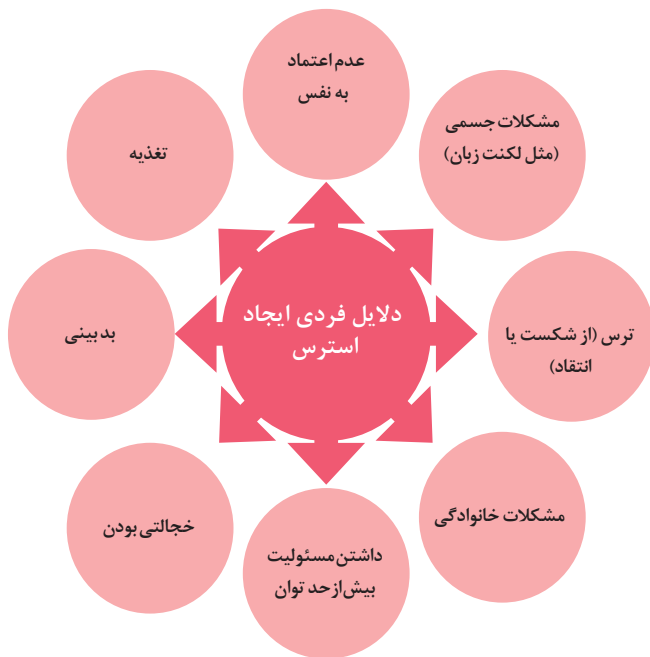 عدم اعتماد
به نفس
مشکلات جسمی
(مثل لکنت زبان)
ترس (از شکست یا
انتقاد)
مشکلات خانوادگی
داشتن مسئولیت
بیش‌از حد توان
خجالتی بودن
بدبینی
تغذیه
دلایل فردی ایجاد
استرس